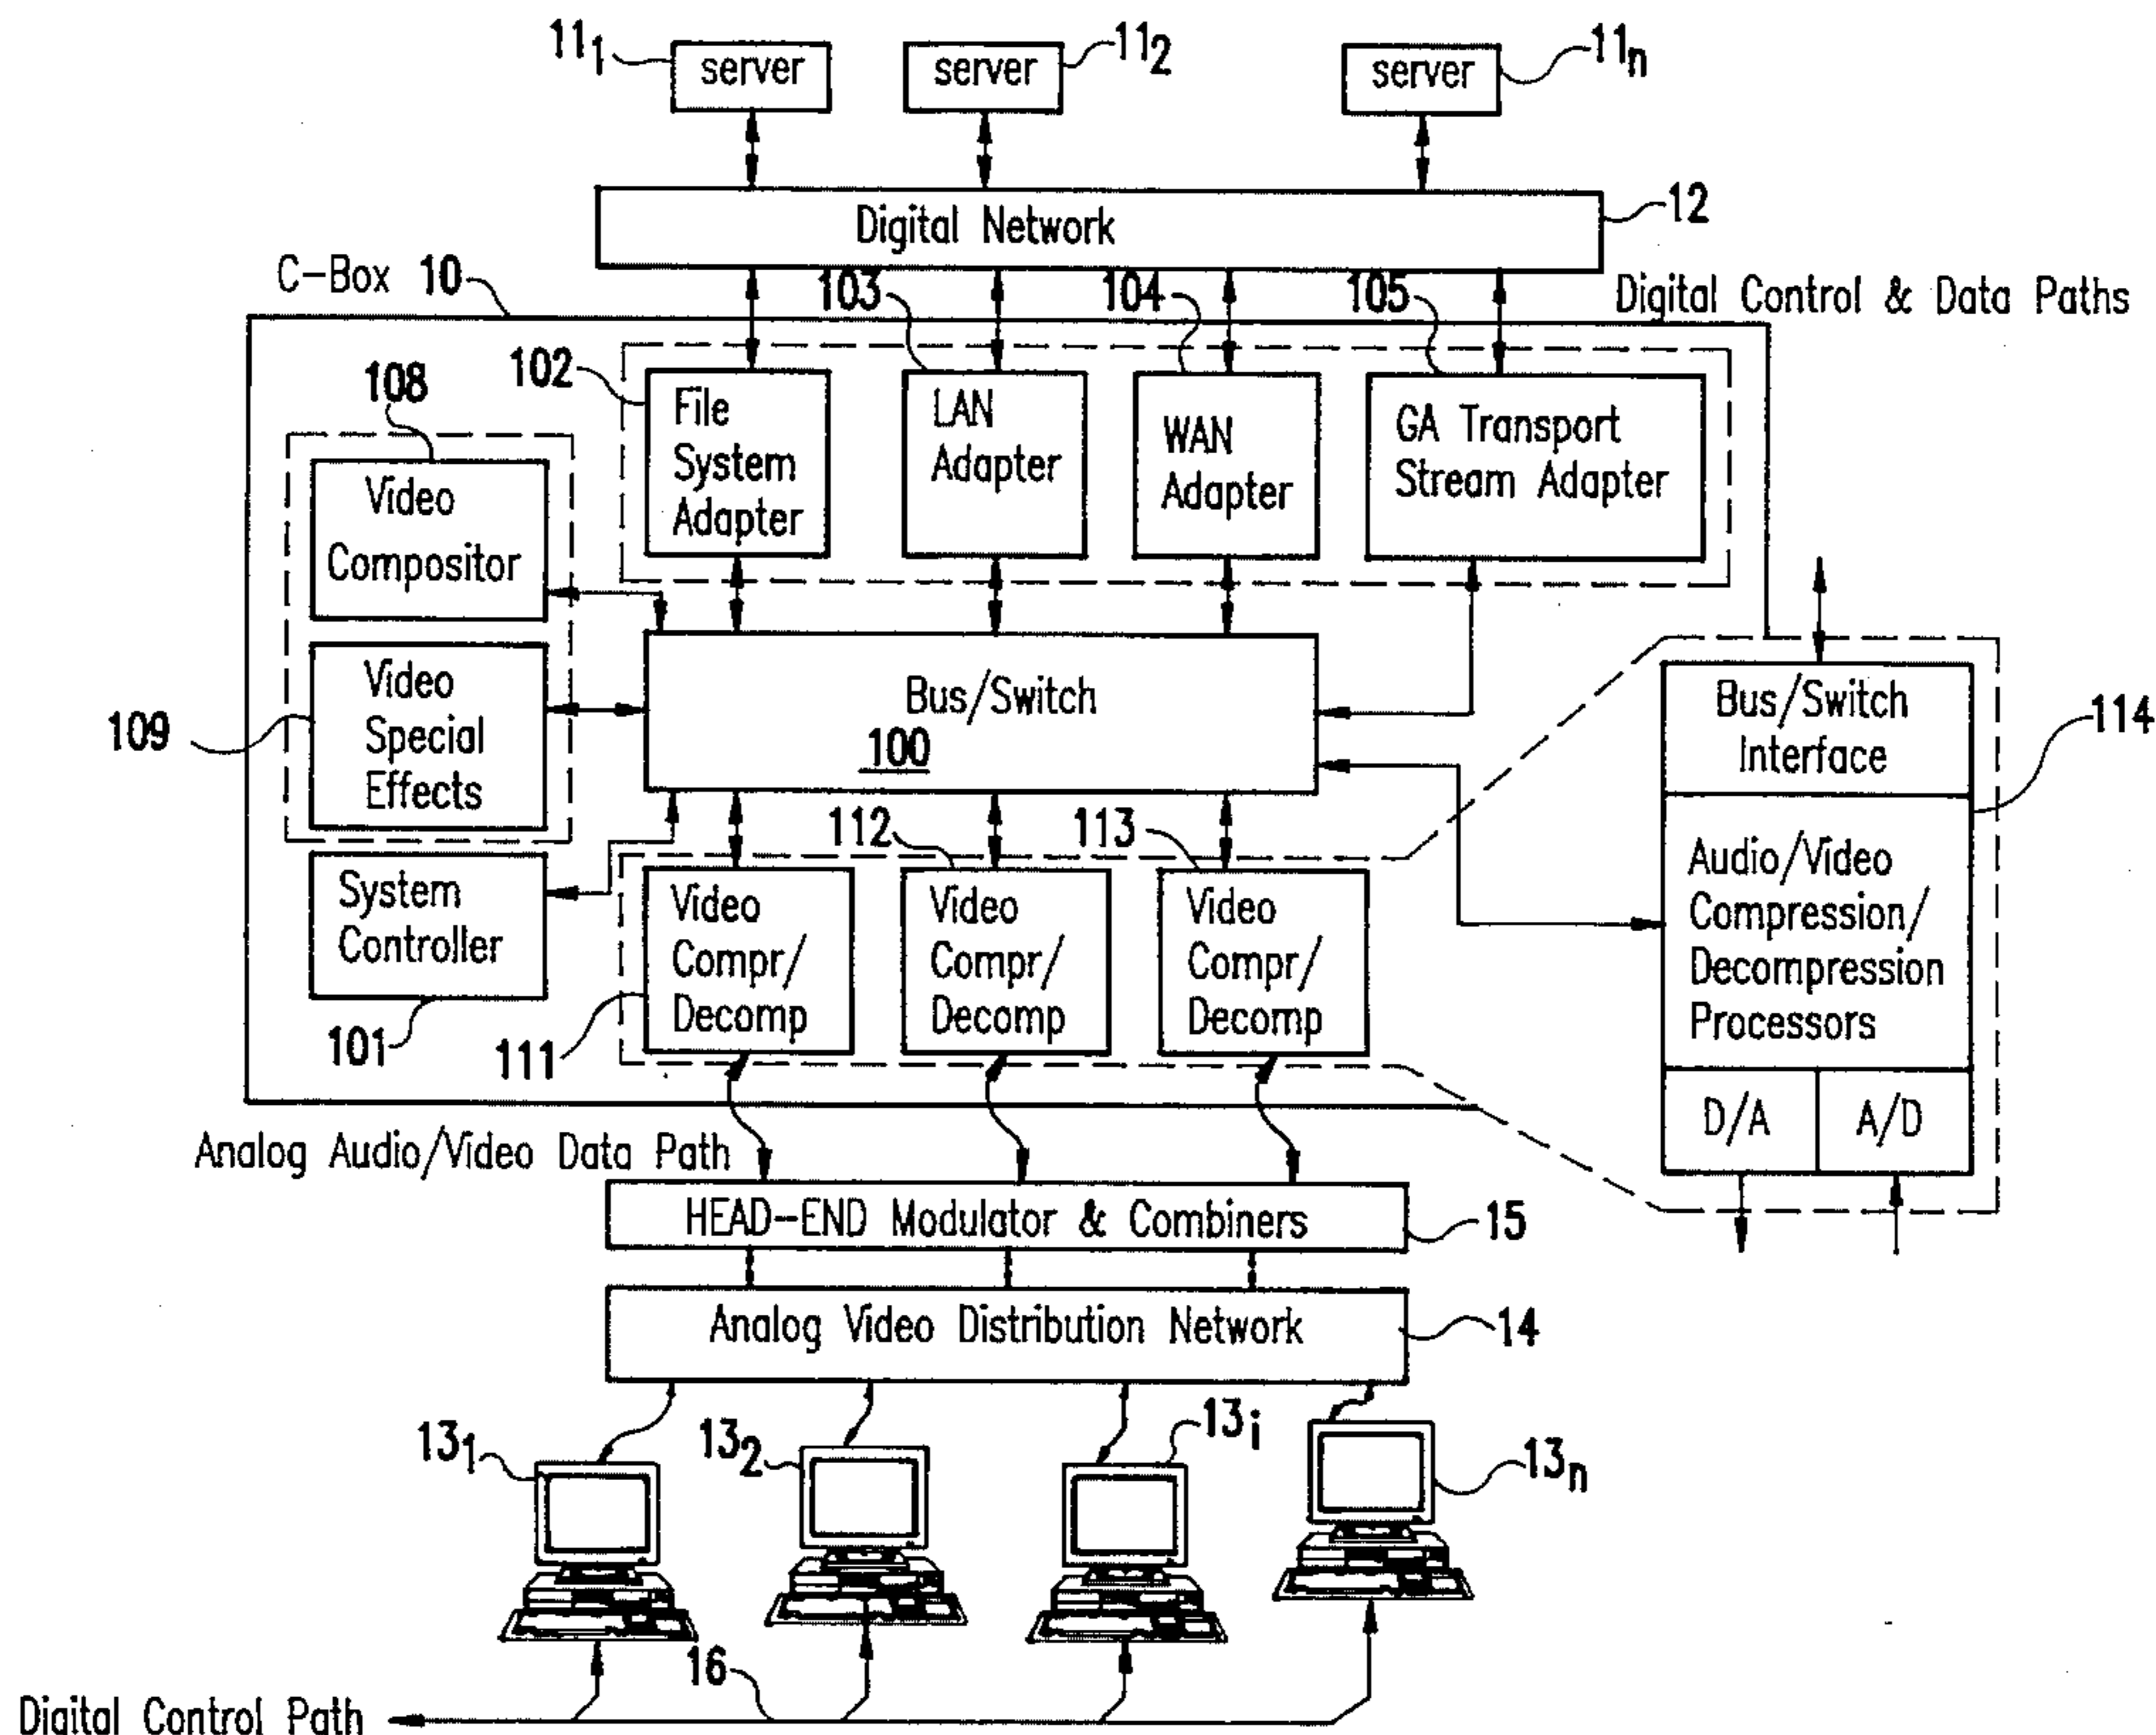 11₁
server
server
11₂
server
11ₙ
Digital Network
12
C-Box 10
103
104
105
Digital Control & Data Paths
102
File
System
Adapter
LAN
Adapter
WAN
Adapter
GA Transport
Stream Adapter
108
Video
Compositor
109
Video
Special
Effects
Bus/Switch
100
Bus/Switch
Interface
114
112
113
System
Controller
101
111
Video
Compr/
Decomp
Video
Compr/
Decomp
Video
Compr/
Decomp
Audio/Video
Compression/
Decompression
Processors
D/A
A/D
Analog Audio/Video Data Path
HEAD-END Modulator & Combiners
15
Analog Video Distribution Network
14
13₁
13₂
13ᵢ
13ₙ
16
Digital Control Path